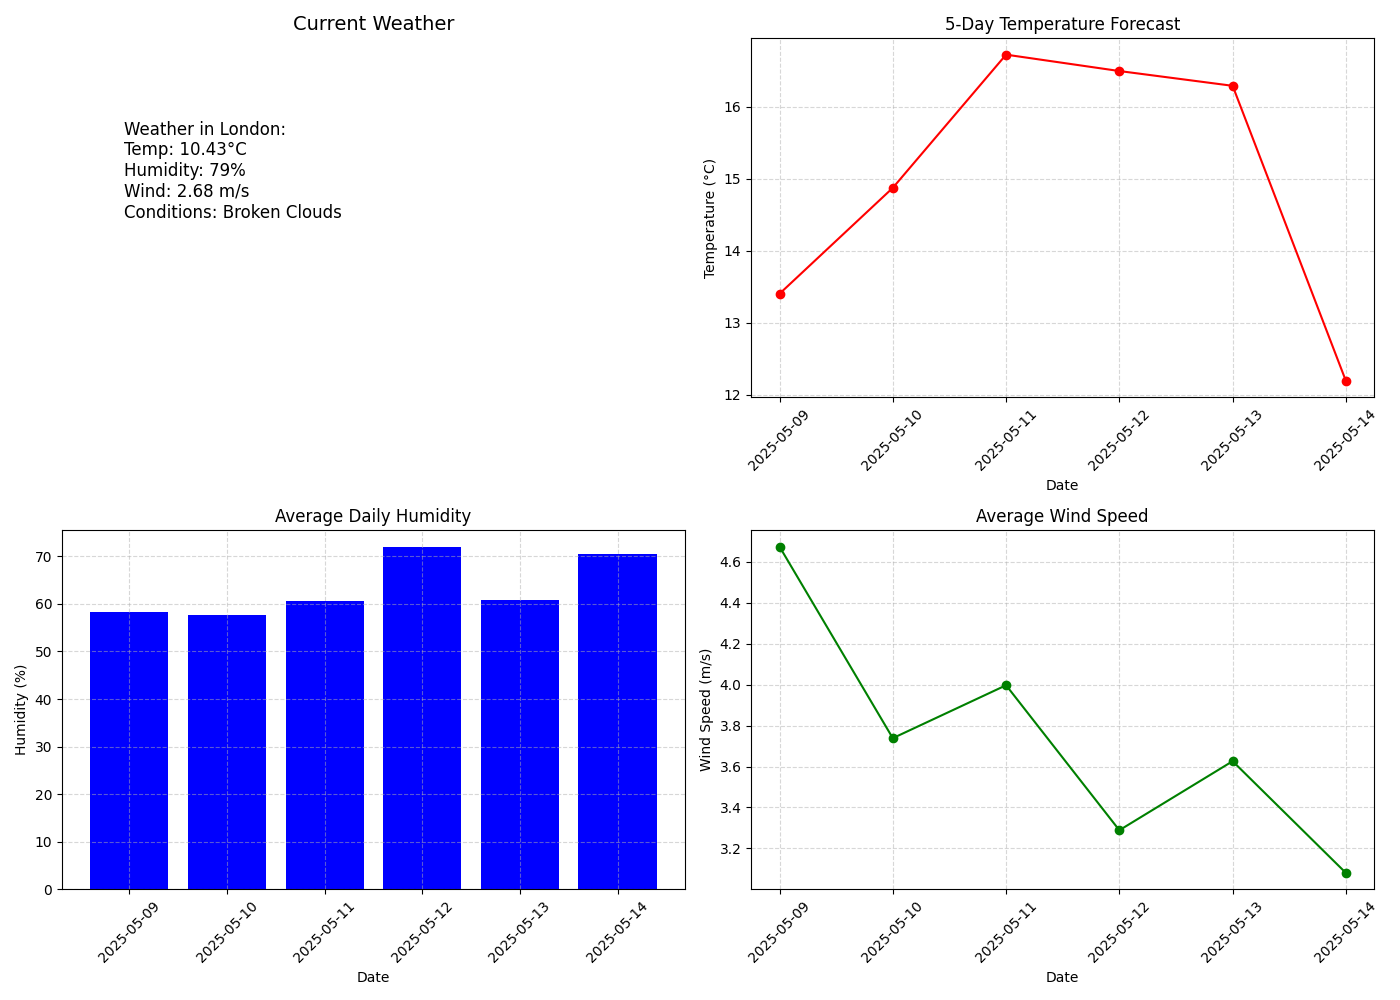 Current Weather
Weather in London:
Temp: 10.43°C
Humidity: 79%
Wind: 2.68 m/s
Conditions: Broken Clouds
5-Day Temperature Forecast
Temperature (°C)
16
15
14
13
12
2025-05-09
2025-05-10
2025-05-11
2025-05-12
2025-05-13
2025-05-14
Date
Average Daily Humidity
Humidity (%)
70
60
50
40
30
20
10
0
2025-05-09
2025-05-10
2025-05-11
2025-05-12
2025-05-13
2025-05-14
Date
Average Wind Speed
Wind Speed (m/s)
4.6
4.4
4.2
4.0
3.8
3.6
3.4
3.2
2025-05-09
2025-05-10
2025-05-11
2025-05-12
2025-05-13
2025-05-14
Date